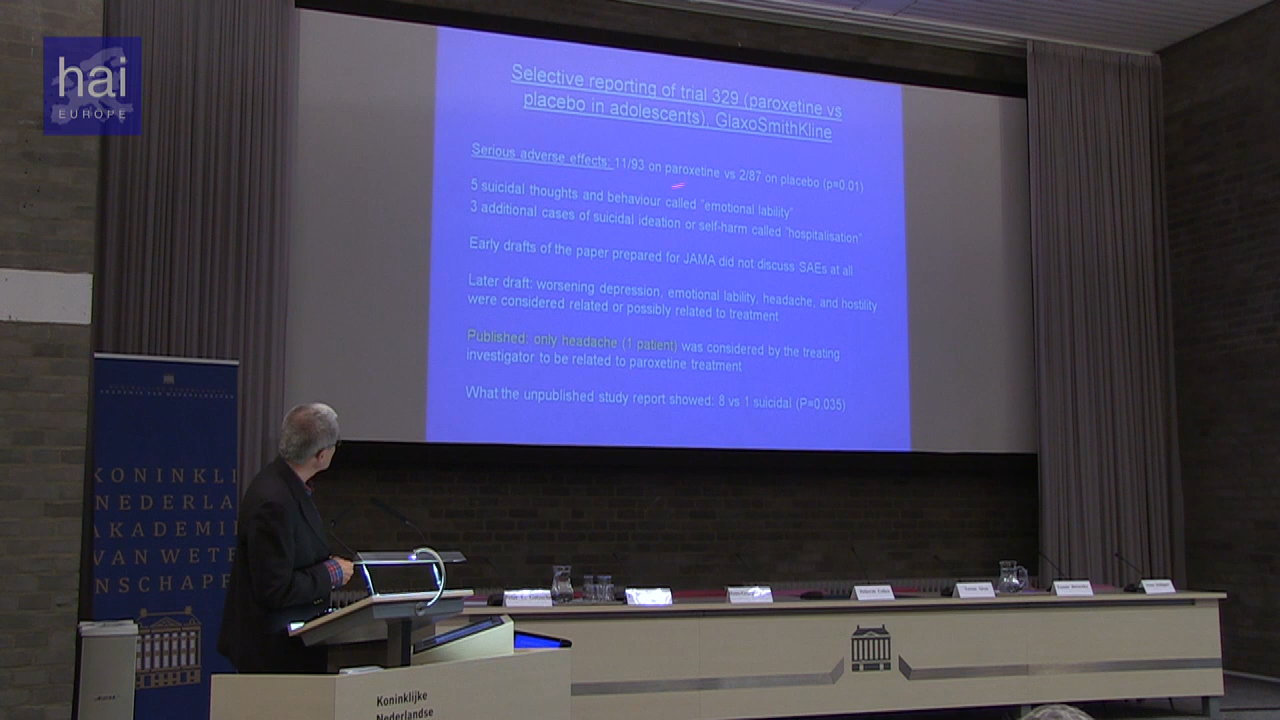 hai
EUROPE
Selective reporting of trial 329 (paroxetine vs
placebo in adolescents), GlaxoSmithKline
Serious adverse effects: 11/93 on paroxetine vs 2/87 on placebo (p=0.01)
5 suicidal thoughts and behaviour called "emotional lability"
3 additional cases of suicidal ideation or self-harm called "hospitalisation"
Early drafts of the paper prepared for JAMA did not discuss SAEs at all
Later draft: worsening depression, emotional lability, headache, and hostility
were considered related or possibly related to treatment
Published: only headache (1 patient) was considered by the treating
investigator to be related to paroxetine treatment
What the unpublished study report showed: 8 vs 1 suicidal (P=0.035)
KONINKLI
NEDERLA
AKADEMI
VAN WETE
NSCHAPE
Koninklijke
Nederlandse